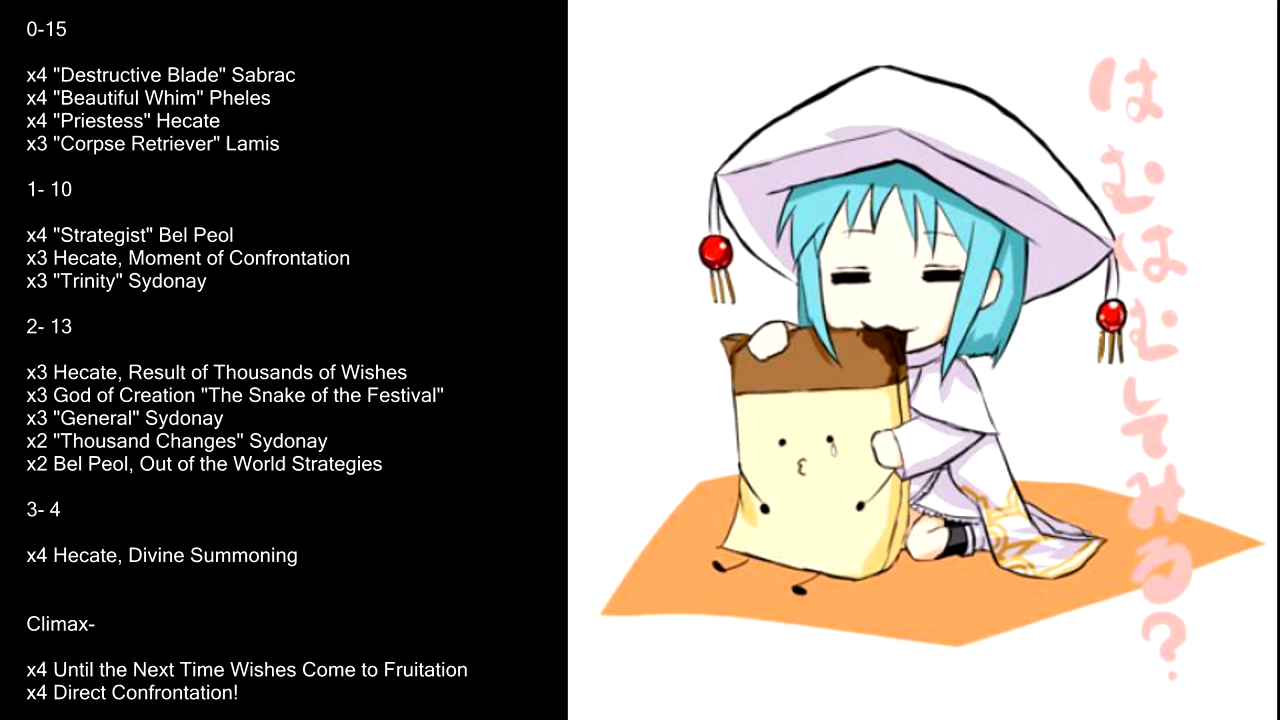 0-15
x4 "Destructive Blade" Sabrac
x4 "Beautiful Whim" Pheles
x4 "Priestess" Hecate
x3 "Corpse Retriever" Lamis
1- 10
x4 "Strategist" Bel Peol
x3 Hecate, Moment of Confrontation
x3 "Trinity" Sydonay
2- 13
x3 Hecate, Result of Thousands of Wishes
x3 God of Creation "The Snake of the Festival"
x3 "General" Sydonay
x2 "Thousand Changes" Sydonay
x2 Bel Peol, Out of the World Strategies
3- 4
x4 Hecate, Divine Summoning
Climax-
x4 Until the Next Time Wishes Come to Fruitation
x4 Direct Confrontation!
はむはむしてみる?